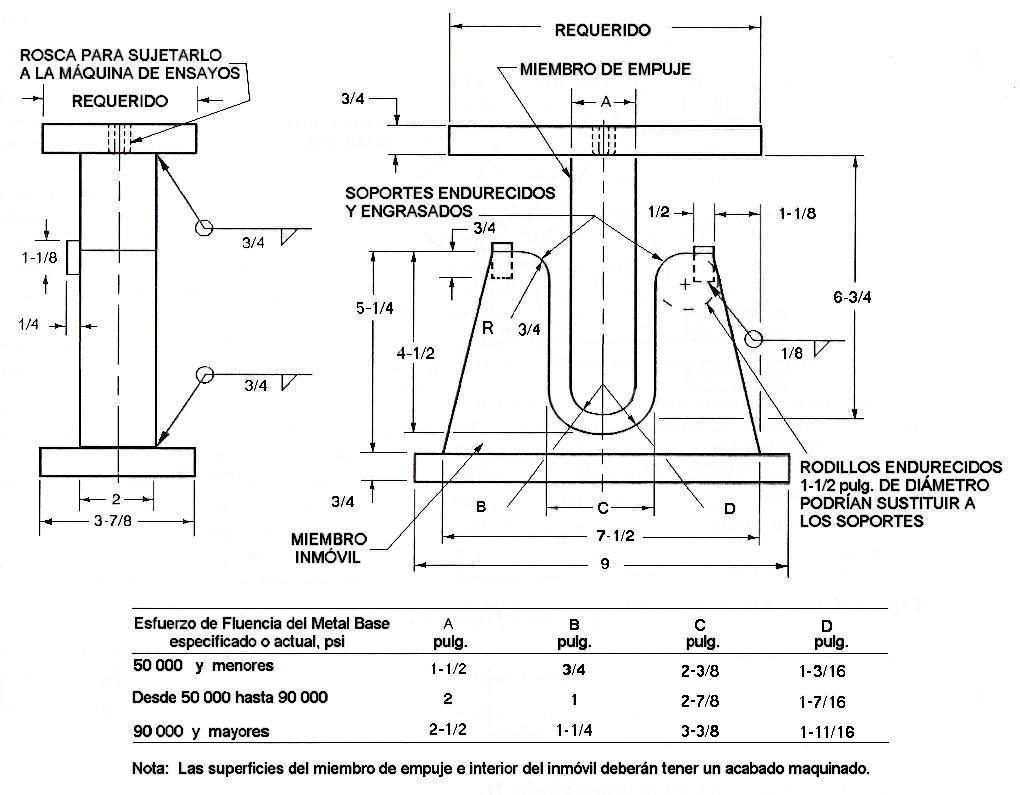 ROSCA PARA SUJETARLO
A LA MÁQUINA DE ENSAYOS
REQUERIDO
REQUERIDO
MIEMBRO DE EMPUJE
A
3/4
SOPORTES ENDURECIDOS
Y ENGRASADOS
3/4
1/2
1-1/8
3/4
1-1/8
1/4
5-1/4
4-1/2
R 3/4
6-3/4
1/8
3/4
RODILLOS ENDURECIDOS
1-1/2 pulg. DE DIÁMETRO
PODRÍAN SUSTITUIR A
LOS SOPORTES
2
3-7/8
3/4
B
C
D
MIEMBRO
INMÓVIL
7-1/2
9
Esfuerzo de Fluencia del Metal Base A B C D
especificado o actual, psi pulg. pulg. pulg. pulg.
50 000 y menores 1-1/2 3/4 2-3/8 1-3/16
Desde 50 000 hasta 90 000 2 1 2-7/8 1-7/16
90 000 y mayores 2-1/2 1-1/4 3-3/8 1-11/16
Nota: Las superficies del miembro de empuje e interior del inmóvil deberán tener un acabado maquinado.